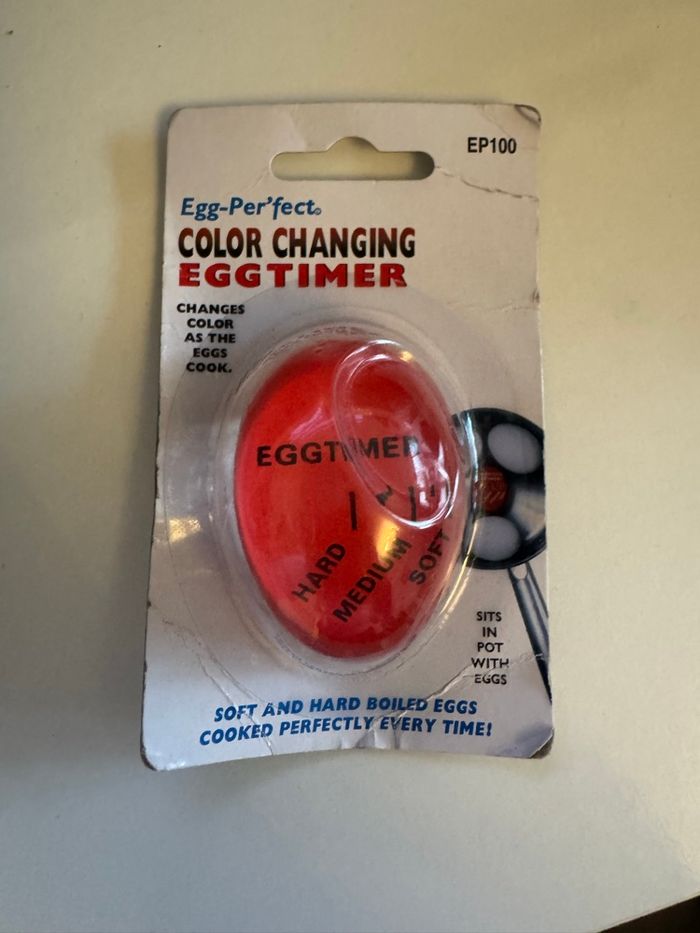 EP100
Egg-Per'fect®
COLOR CHANGING
EGGTIMER
CHANGES
COLOR
AS THE
EGGS
COOK.
EGGTIMER
HARD
MEDIUM
SOFT
SITS
IN
POT
WITH
EGGS
SOFT AND HARD BOILED EGGS
COOKED PERFECTLY EVERY TIME!